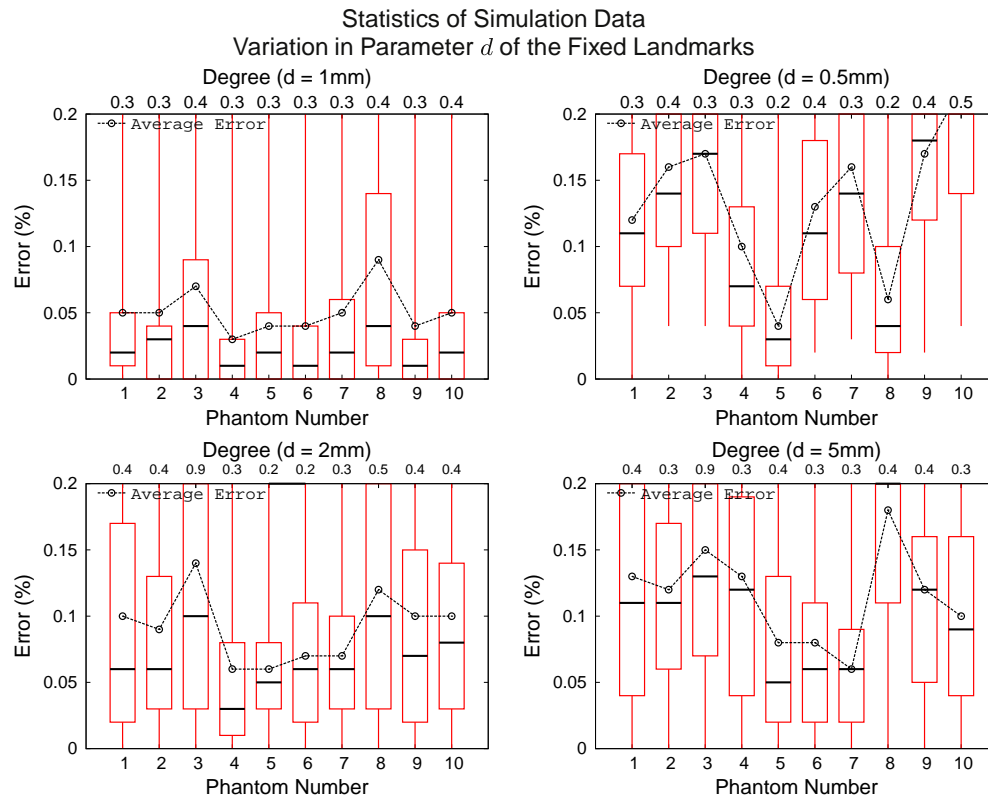 Statistics of Simulation Data
Variation in Parameter d of the Fixed Landmarks
Degree (d = 1mm)
0.3 0.3 0.4 0.3 0.3 0.3 0.3 0.4 0.3 0.4
Average Error
0.2
0.15
0.1
0.05
0
Error (%)
1 2 3 4 5 6 7 8 9 10
Phantom Number
Degree (d = 0.5mm)
0.3 0.4 0.3 0.3 0.2 0.4 0.3 0.2 0.4 0.5
Average Error
0.2
0.15
0.1
0.05
0
Error (%)
1 2 3 4 5 6 7 8 9 10
Phantom Number
Degree (d = 2mm)
0.4 0.4 0.9 0.3 0.2 0.2 0.3 0.5 0.4 0.4
Average Error
0.2
0.15
0.1
0.05
0
Error (%)
1 2 3 4 5 6 7 8 9 10
Phantom Number
Degree (d = 5mm)
0.4 0.3 0.9 0.3 0.4 0.3 0.3 0.4 0.4 0.3
Average Error
0.2
0.15
0.1
0.05
0
Error (%)
1 2 3 4 5 6 7 8 9 10
Phantom Number